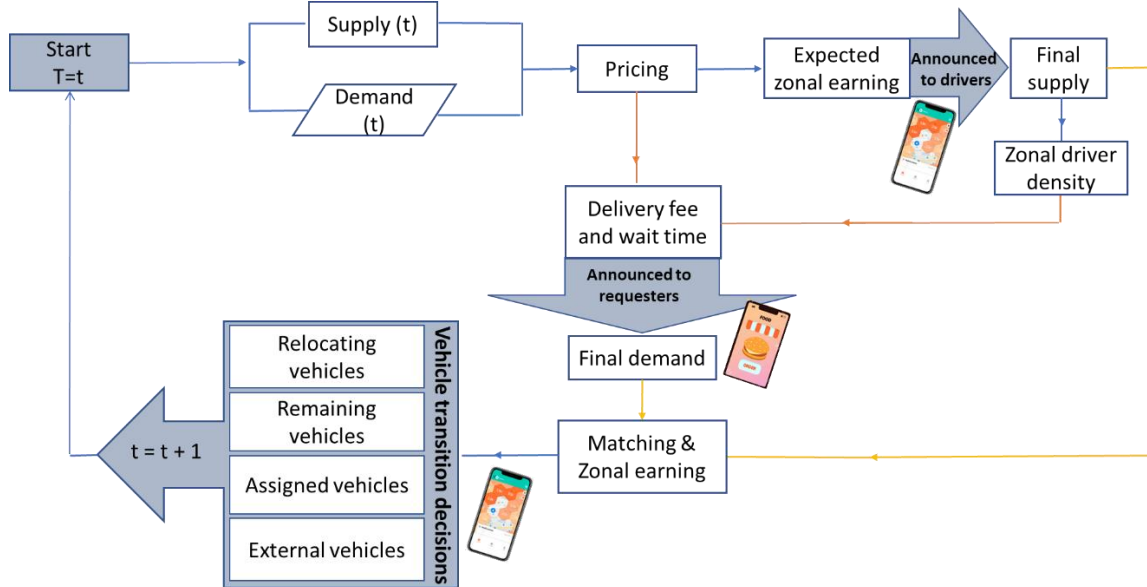 Start
T=t
Supply (t)
Demand
(t)
Pricing
Expected
zonal earning
Announced
to drivers
Final
supply
Zonal driver
density
Delivery fee
and wait time
Announced to
requesters
FOOD
Final demand
Matching &
Zonal earning
Vehicle transition decisions
Relocating
vehicles
Remaining
vehicles
Assigned vehicles
External vehicles
t = t + 1